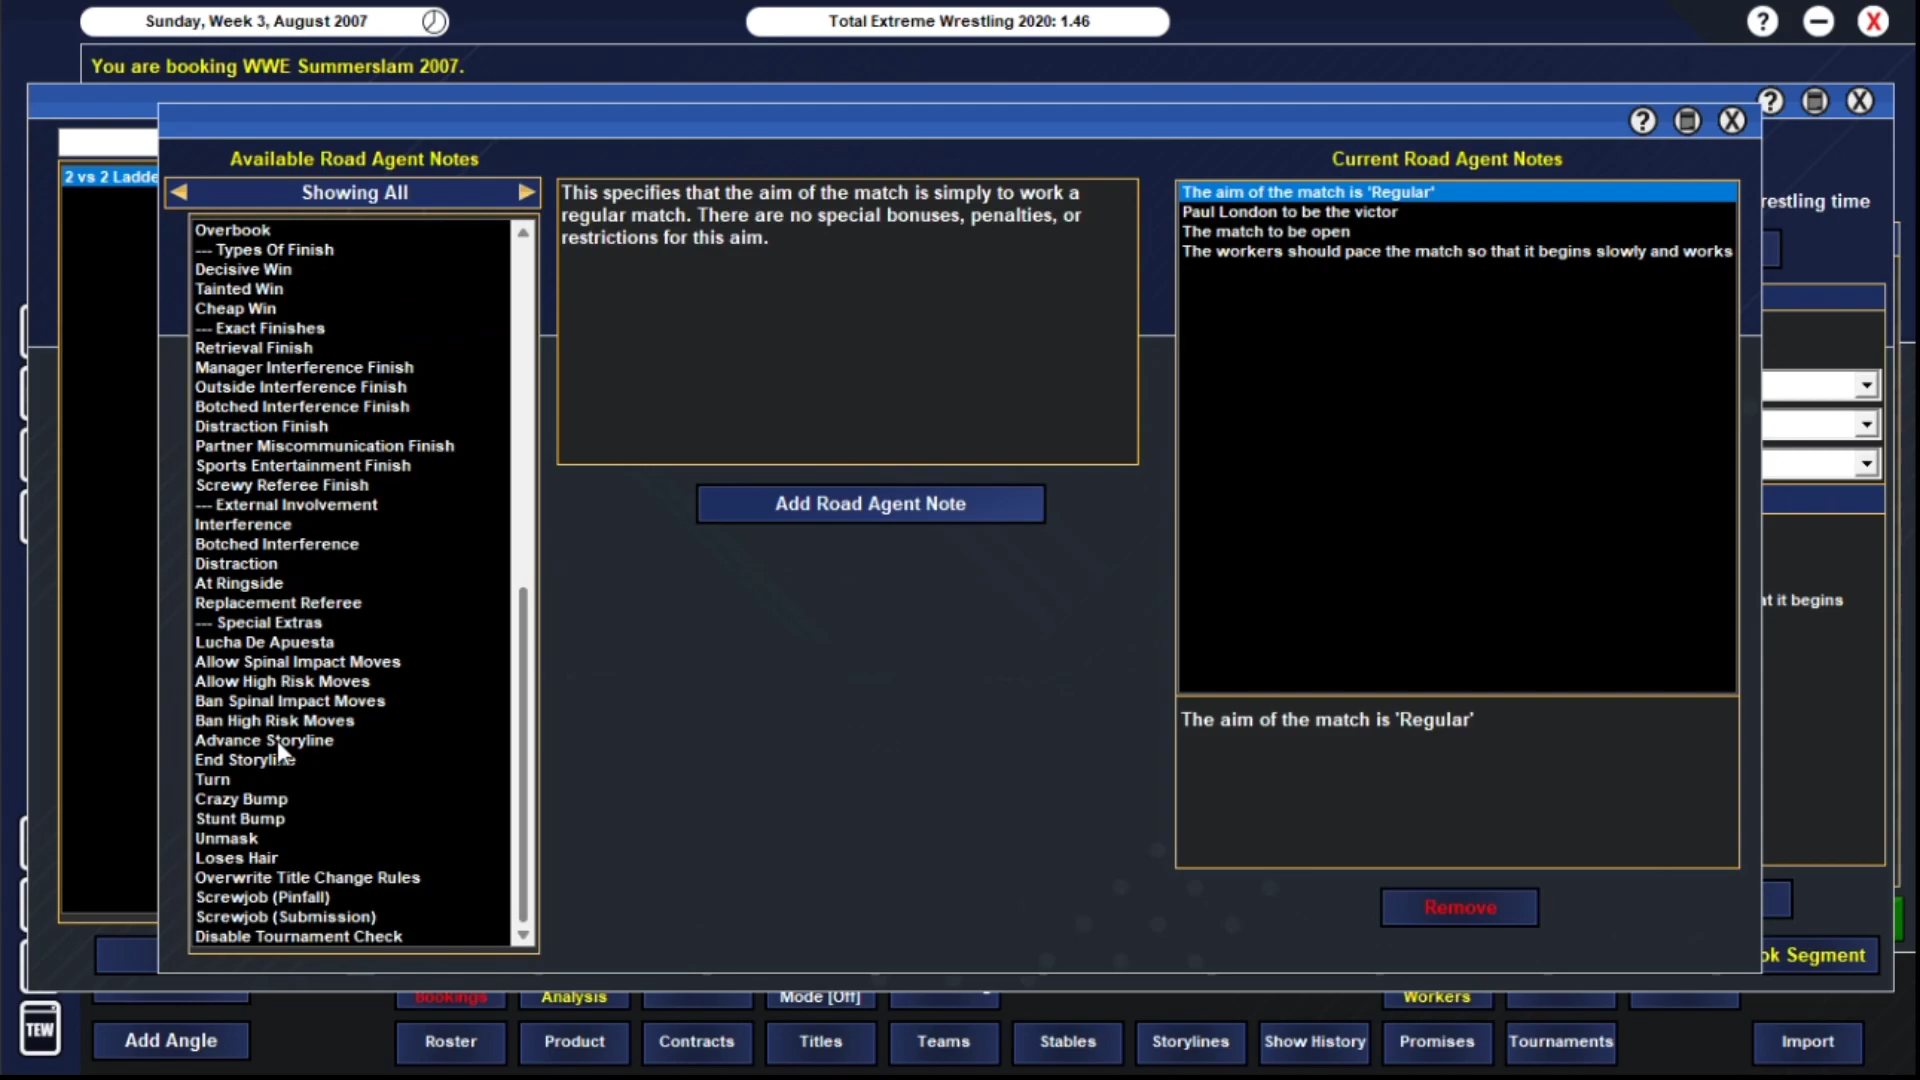 Sunday, Week 3, August 2007
Total Extreme Wrestling 2020: 1.46
?
X
You are booking WWE Summerslam 2007.
?
X
?
X
Available Road Agent Notes
Current Road Agent Notes
2 vs 2 Ladde
Showing All
This specifies that the aim of the match is simply to work a
regular match. There are no special bonuses, penalties, or
restrictions for this aim.
The aim of the match is 'Regular'
Paul London to be the victor
The match to be open
The workers should pace the match so that it begins slowly and works
restling time
Overbook
--- Types Of Finish
Decisive Win
Tainted Win
Cheap Win
--- Exact Finishes
Retrieval Finish
Manager Interference Finish
Outside Interference Finish
Botched Interference Finish
Distraction Finish
Partner Miscommunication Finish
Sports Entertainment Finish
Screwy Referee Finish
--- External Involvement
Interference
Botched Interference
Distraction
At Ringside
Replacement Referee
--- Special Extras
Lucha De Apuesta
Allow Spinal Impact Moves
Allow High Risk Moves
Ban Spinal Impact Moves
Ban High Risk Moves
Advance Storyline
End Storyline
Turn
Crazy Bump
Stunt Bump
Unmask
Loses Hair
Overwrite Title Change Rules
Screwjob (Pinfall)
Screwjob (Submission)
Disable Tournament Check
Add Road Agent Note
at it begins
The aim of the match is 'Regular'
Remove
ok Segment
Bookings
Analysis
Mode [Off]
Workers
TEW
Add Angle
Roster
Product
Contracts
Titles
Teams
Stables
Storylines
Show History
Promises
Tournaments
Import